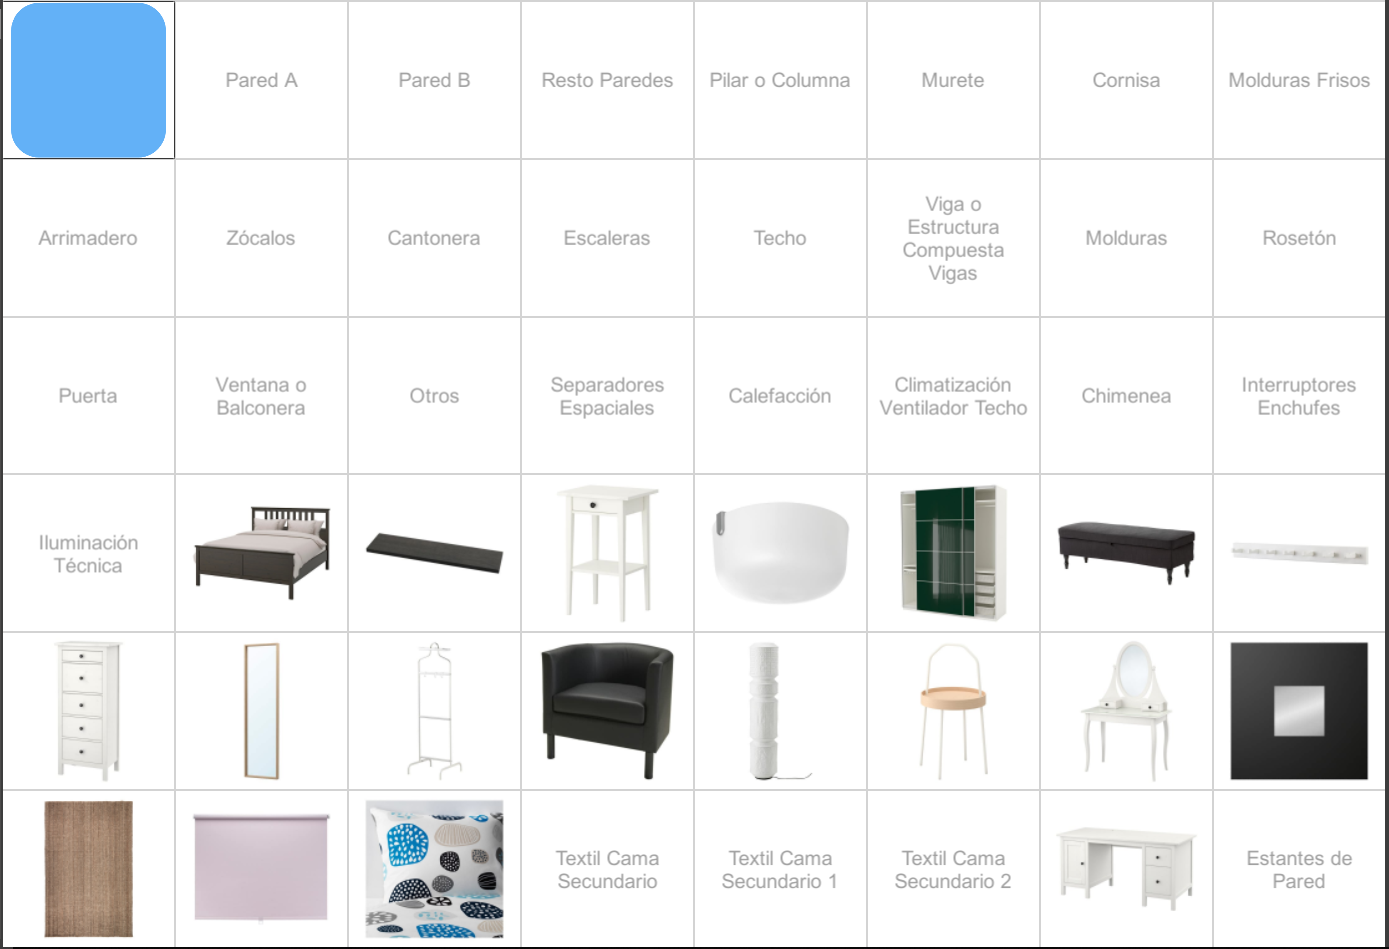 Pared A
Pared B
Resto Paredes
Pilar o Columna
Murete
Cornisa
Molduras Frisos
Arrimadero
Zócalos
Cantonera
Escaleras
Techo
Viga o
Estructura
Compuesta
Vigas
Molduras
Rosetón
Puerta
Ventana o
Balconera
Otros
Separadores
Espaciales
Calefacción
Climatización
Ventilador Techo
Chimenea
Interruptores
Enchufes
Iluminación
Técnica
Textil Cama
Secundario
Textil Cama
Secundario 1
Textil Cama
Secundario 2
Estantes de
Pared